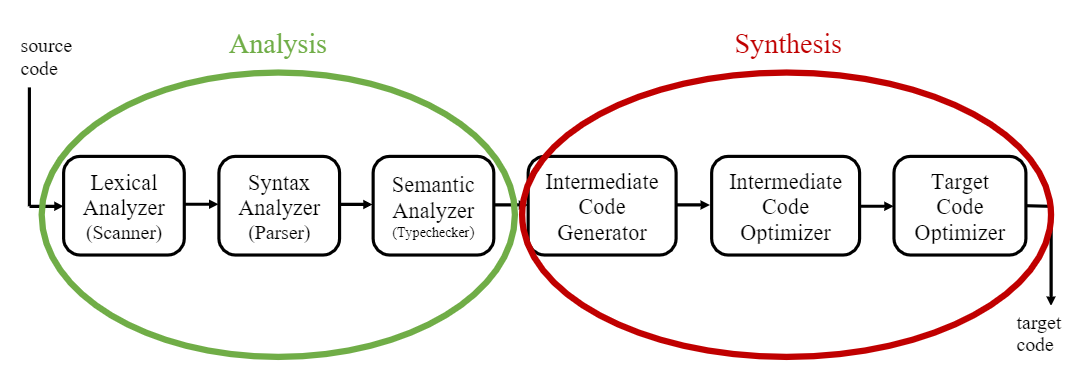 Analysis
Synthesis
source
code
Lexical
Analyzer
(Scanner)
Syntax
Analyzer
(Parser)
Semantic
Analyzer
(Typechecker)
Intermediate
Code
Generator
Intermediate
Code
Optimizer
Target
Code
Optimizer
target
code